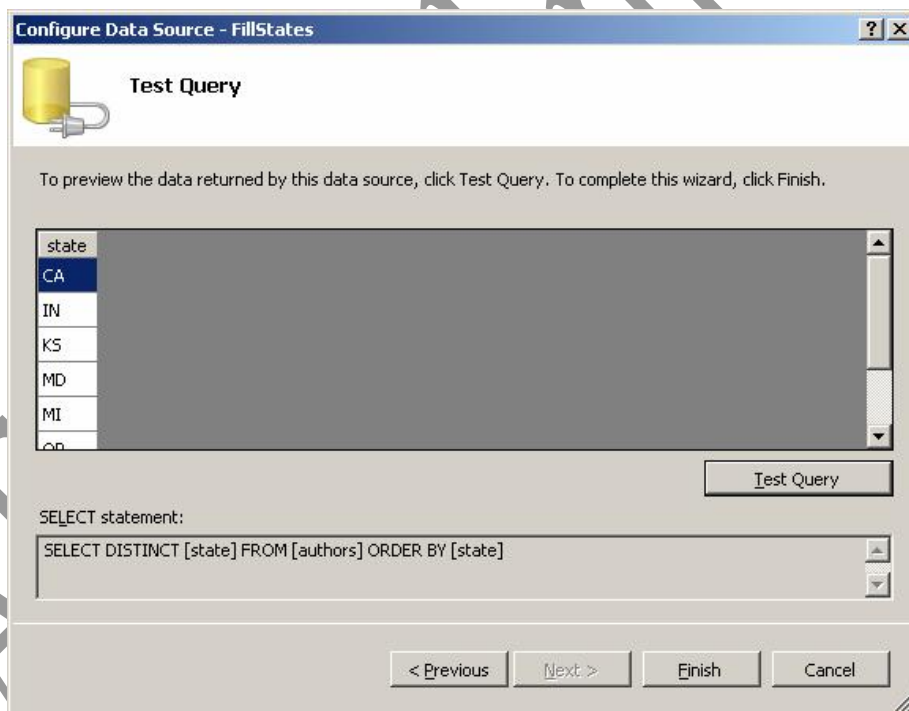 Configure Data Source - FillStates
Test Query
To preview the data returned by this data source, click Test Query. To complete this wizard, click Finish.
state
CA
IN
KS
MD
MI
Test Query
SELECT statement:
SELECT DISTINCT [state] FROM [authors] ORDER BY [state]
< Previous
Next >
Finish
Cancel